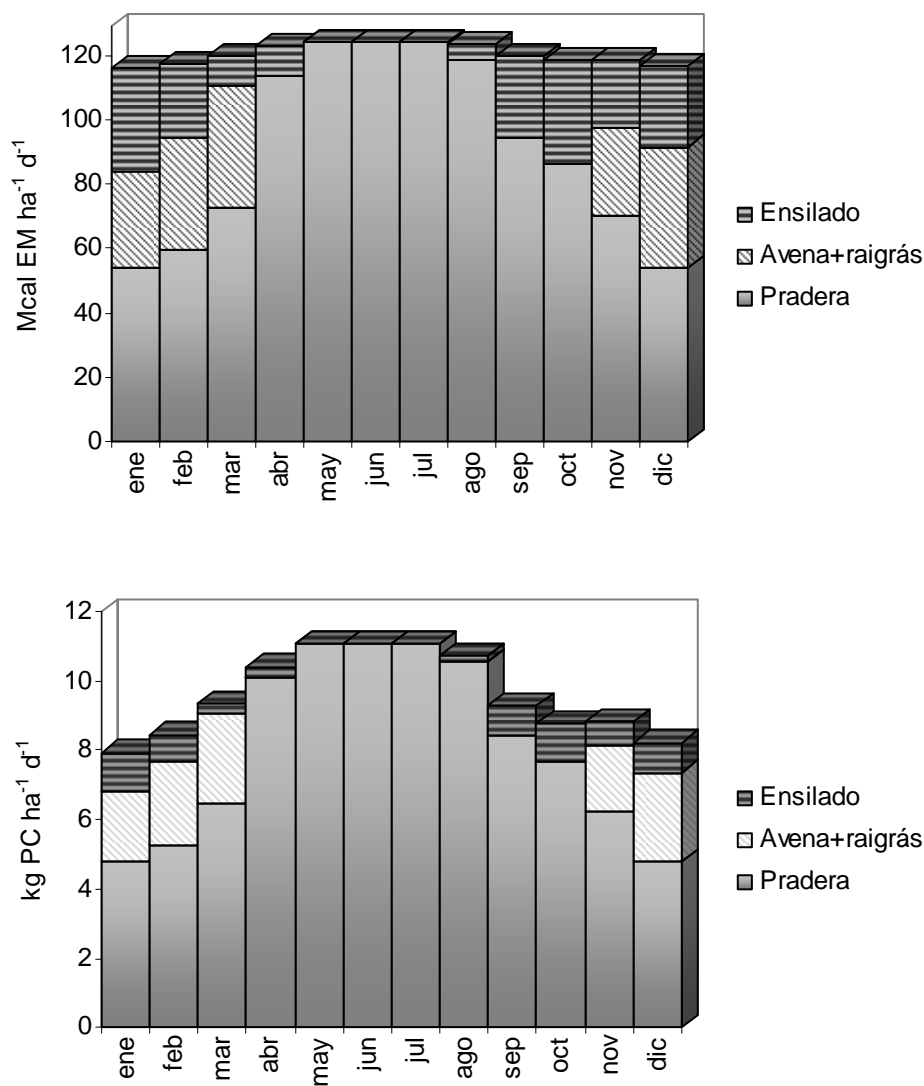 120
100
80
60
40
20
0
Mcal EM ha⁻¹ d⁻¹
ene feb mar abr may jun jul ago sep oct nov dic
Ensilado
Avena+raigrás
Pradera
12
10
8
6
4
2
0
kg PC ha⁻¹ d⁻¹
ene feb mar abr may jun jul ago sep oct nov dic
Ensilado
Avena+raigrás
Pradera